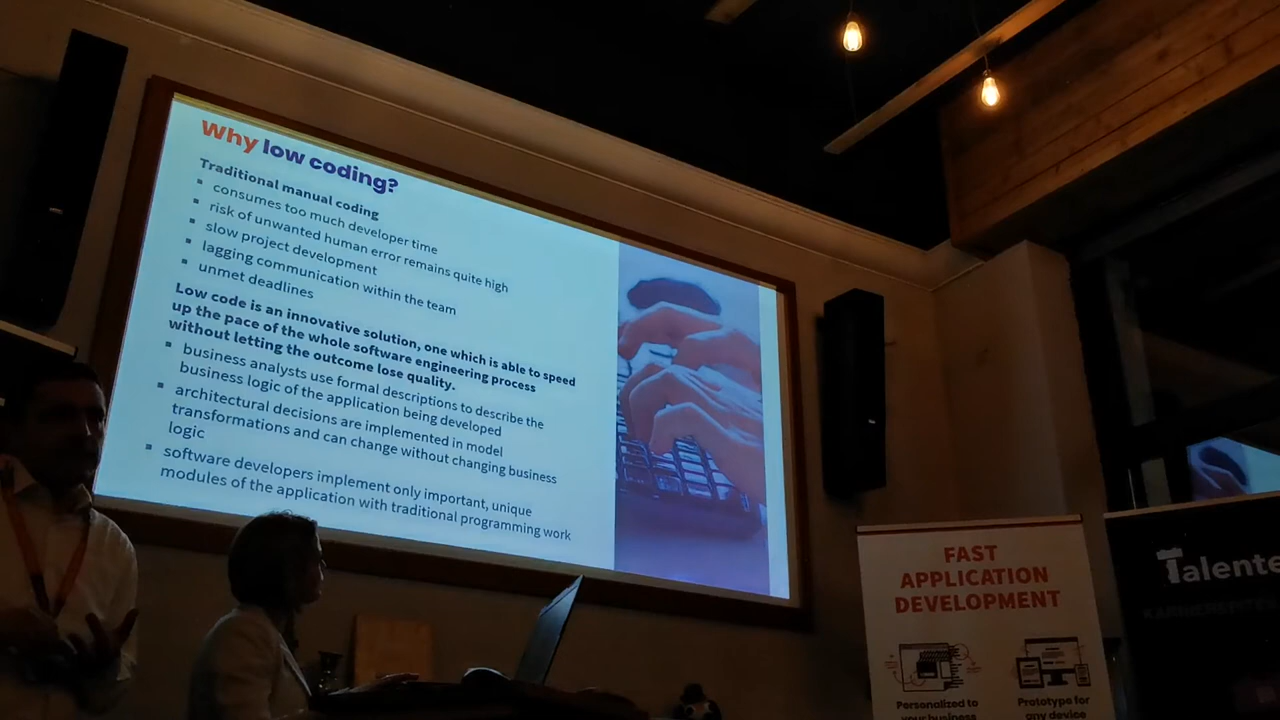 Why low coding?
Traditional manual coding
▪ consumes too much developer time
▪ risk of unwanted human error remains quite high
▪ slow project development
▪ lagging communication within the team
▪ unmet deadlines
Low code is an innovative solution, one which is able to speed
up the pace of the whole software engineering process
without letting the outcome lose quality.
▪ business analysts use formal descriptions to describe the
business logic of the application being developed
▪ architectural decisions are implemented in model
transformations and can change without changing business
logic
▪ software developers implement only important, unique
modules of the application with traditional programming work
FAST
APPLICATION
DEVELOPMENT
Personalized to
your business
Prototype for
any device
Talente